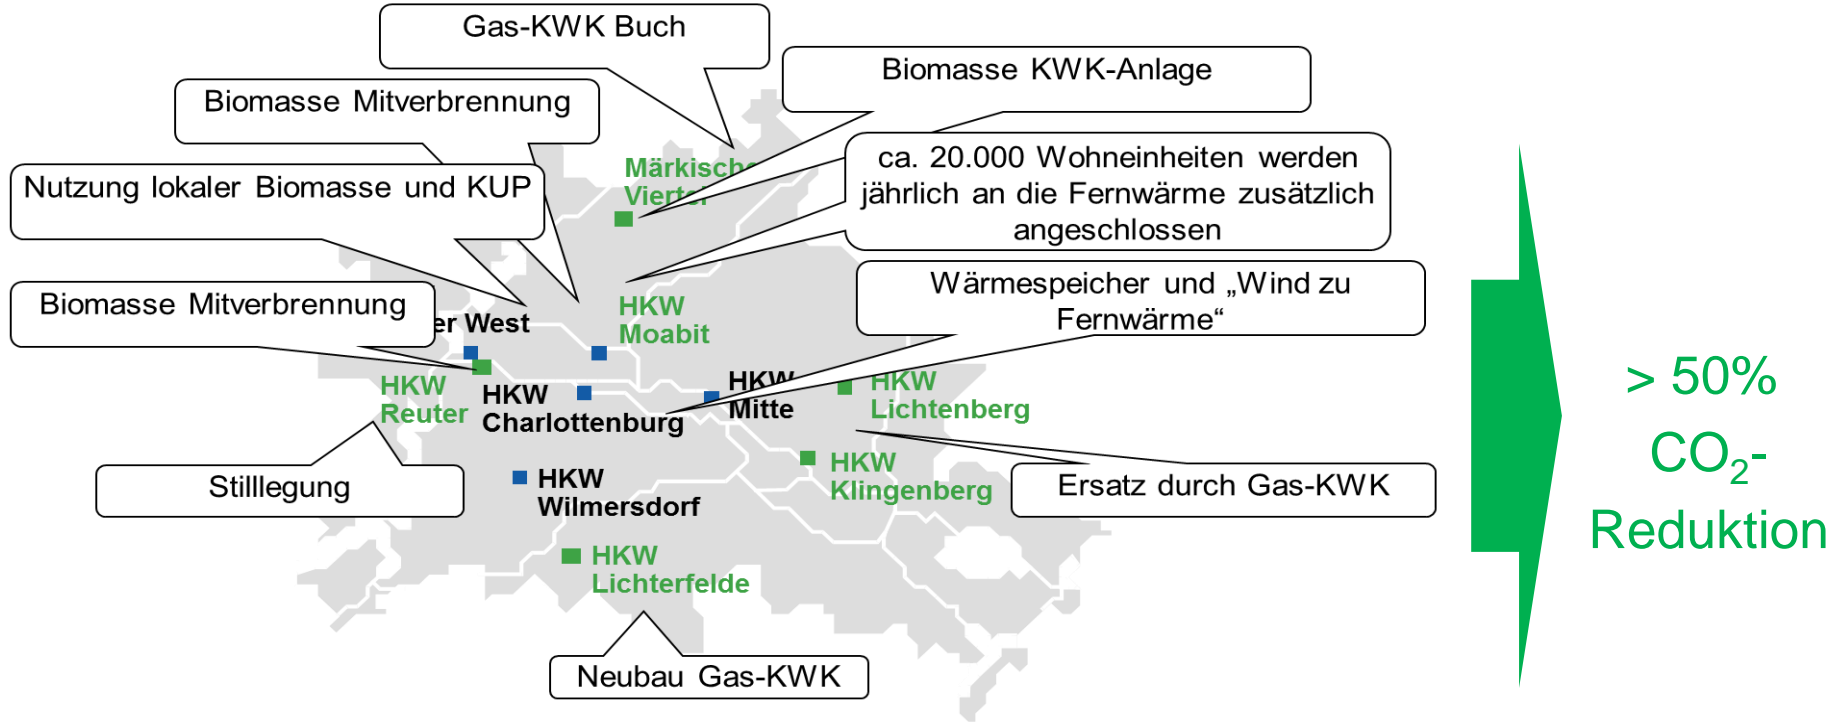 Gas-KWK Buch
Biomasse KWK-Anlage
Biomasse Mitverbrennung
ca. 20.000 Wohneinheiten werden
jährlich an die Fernwärme zusätzlich
angeschlossen
Märkische
Viertel
Nutzung lokaler Biomasse und KUP
Wärmespeicher und „Wind zu
Fernwärme“
Biomasse Mitverbrennung
er West
HKW
Moabit
HKW
Reuter
HKW
Charlottenburg
HKW
Mitte
HKW
Lichtenberg
> 50%
CO₂-
Reduktion
Stilllegung
HKW
Wilmersdorf
HKW
Klingenberg
Ersatz durch Gas-KWK
HKW
Lichterfelde
Neubau Gas-KWK